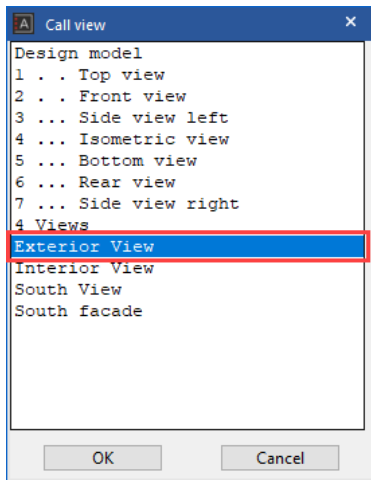 A Call view ×
Design model
1 . . Top view
2 . . Front view
3 ... Side view left
4 ... Isometric view
5 ... Bottom view
6 ... Rear view
7 ... Side view right
4 Views
Exterior View
Interior View
South View
South facade
OK Cancel